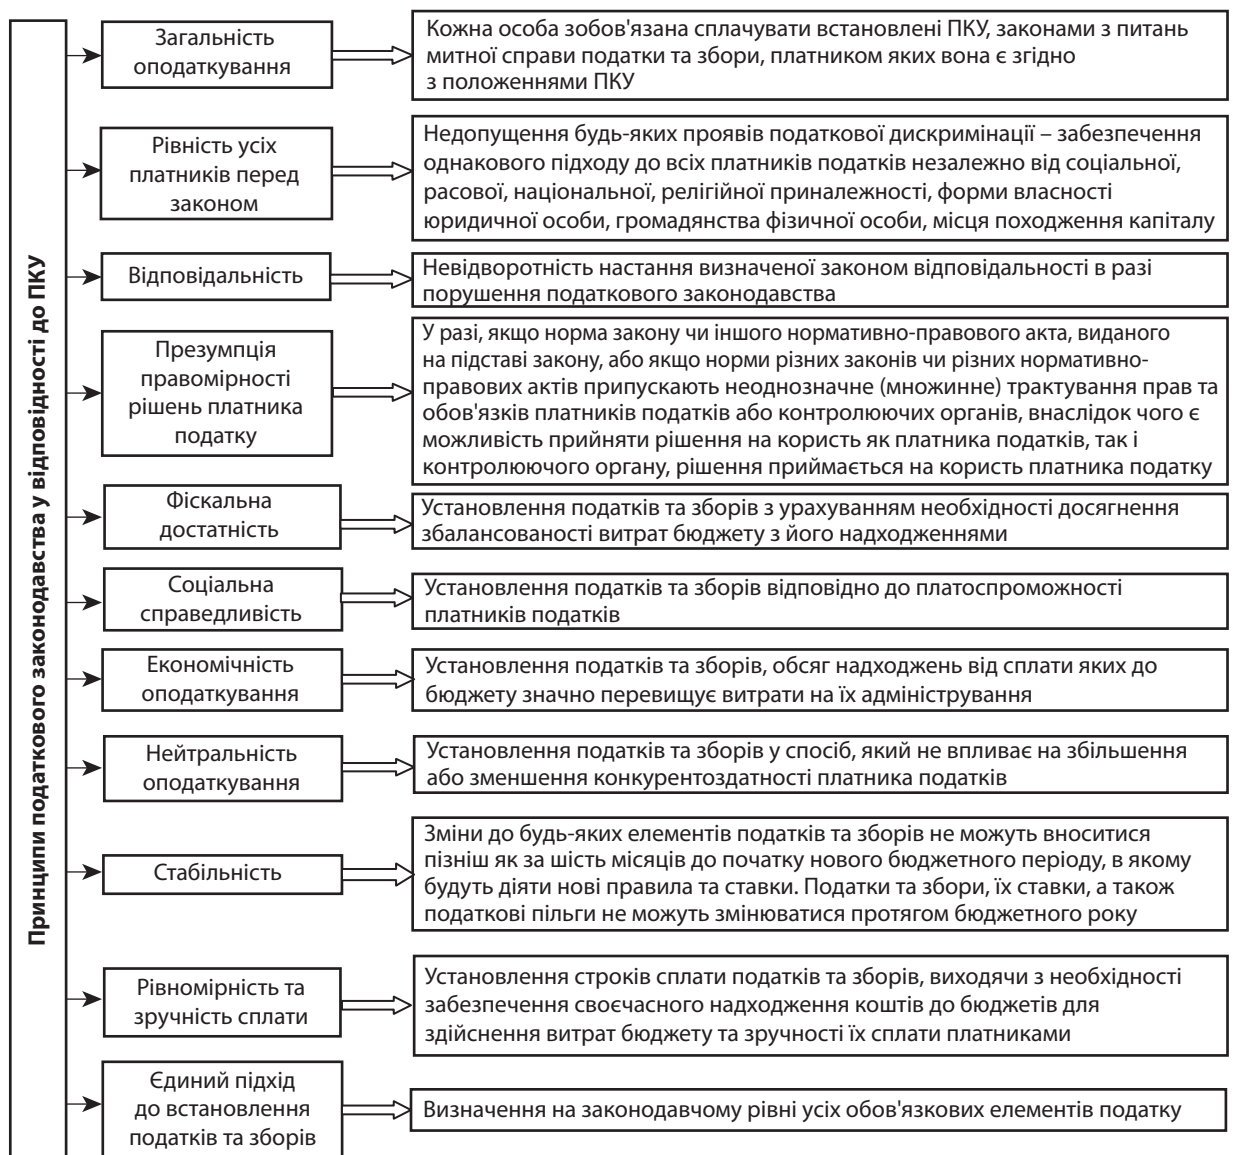 Принципи податкового законодавства у відповідності до ПКУ
Загальність
оподаткування
Кожна особа зобов'язана сплачувати встановлені ПКУ, законами з питань
митної справи податки та збори, платником яких вона є згідно
з положеннями ПКУ
Рівність усіх
платників перед
законом
Недопущення будь-яких проявів податкової дискримінації – забезпечення
однакового підходу до всіх платників податків незалежно від соціальної,
расової, національної, релігійної приналежності, форми власності
юридичної особи, громадянства фізичної особи, місця походження капіталу
Відповідальність
Невідворотність настання визначеної законом відповідальності в разі
порушення податкового законодавства
Презумпція
правомірності
рішень платника
податку
У разі, якщо норма закону чи іншого нормативно-правового акта, виданого
на підставі закону, або якщо норми різних законів чи різних нормативно-
правових актів припускають неоднозначне (множинне) трактування прав та
обов'язків платників податків або контролюючих органів, внаслідок чого є
можливість прийняти рішення на користь як платника податків, так і
контролюючого органу, рішення приймається на користь платника податку
Фіскальна
достатність
Установлення податків та зборів з урахуванням необхідності досягнення
збалансованості витрат бюджету з його надходженнями
Соціальна
справедливість
Установлення податків та зборів відповідно до платоспроможності
платників податків
Економічність
оподаткування
Установлення податків та зборів, обсяг надходжень від сплати яких до
бюджету значно перевищує витрати на їх адміністрування
Нейтральність
оподаткування
Установлення податків та зборів у спосіб, який не впливає на збільшення
або зменшення конкурентоздатності платника податків
Стабільність
Зміни до будь-яких елементів податків та зборів не можуть вноситися
пізніш як за шість місяців до початку нового бюджетного періоду, в якому
будуть діяти нові правила та ставки. Податки та збори, їх ставки, а також
податкові пільги не можуть змінюватися протягом бюджетного року
Рівномірність та
зручність сплати
Установлення строків сплати податків та зборів, виходячи з необхідності
забезпечення своєчасного надходження коштів до бюджетів для
здійснення витрат бюджету та зручності їх сплати платниками
Єдиний підхід
до встановлення
податків та зборів
Визначення на законодавчому рівні усіх обов'язкових елементів податку